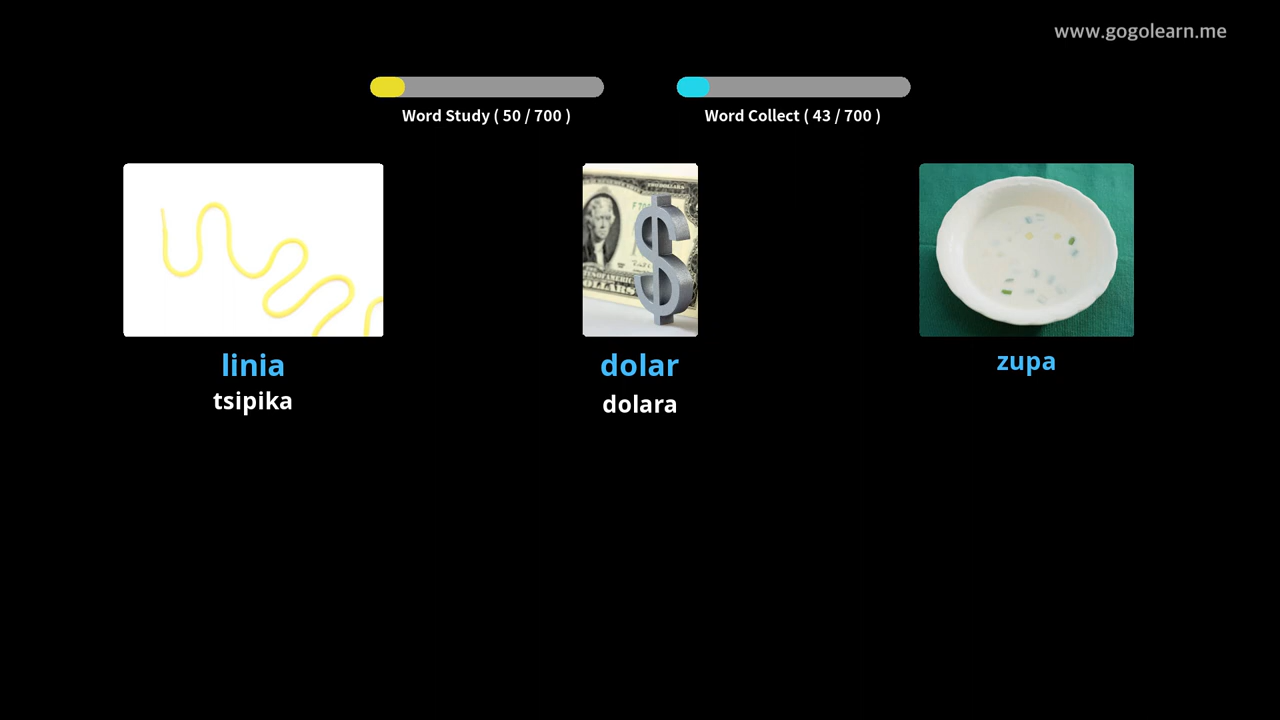 www.gogolearn.me
Word Study ( 50 / 700 )
Word Collect ( 43 / 700 )
linia
tsipika
dolar
dolara
zupa